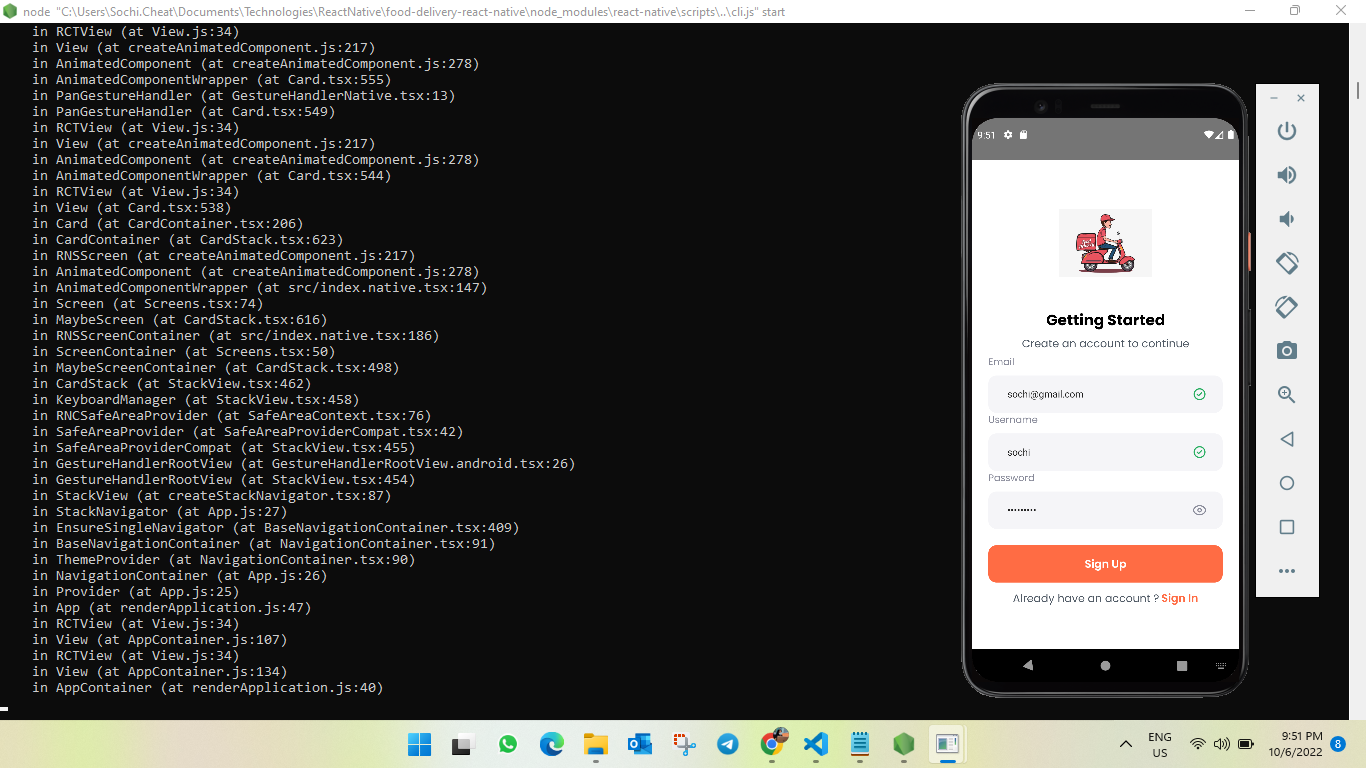 node "C:\Users\Sochi.Cheat\Documents\Technologies\ReactNative\food-delivery-react-native\node_modules\react-native\scripts\..\cli.js" start
in RCTView (at View.js:34)
in View (at createAnimatedComponent.js:217)
in AnimatedComponent (at createAnimatedComponent.js:278)
in AnimatedComponentWrapper (at Card.tsx:555)
in PanGestureHandler (at GestureHandlerNative.tsx:13)
in PanGestureHandler (at Card.tsx:549)
in RCTView (at View.js:34)
in View (at createAnimatedComponent.js:217)
in AnimatedComponent (at createAnimatedComponent.js:278)
in AnimatedComponentWrapper (at Card.tsx:544)
in RCTView (at View.js:34)
in View (at Card.tsx:538)
in Card (at CardContainer.tsx:206)
in CardContainer (at CardStack.tsx:623)
in RNSScreen (at createAnimatedComponent.js:217)
in AnimatedComponent (at createAnimatedComponent.js:278)
in AnimatedComponentWrapper (at src/index.native.tsx:147)
in Screen (at Screens.tsx:74)
in MaybeScreen (at CardStack.tsx:616)
in RNSScreenContainer (at src/index.native.tsx:186)
in ScreenContainer (at Screens.tsx:50)
in MaybeScreenContainer (at CardStack.tsx:498)
in CardStack (at StackView.tsx:462)
in KeyboardManager (at StackView.tsx:458)
in RNCSafeAreaProvider (at SafeAreaContext.tsx:76)
in SafeAreaProvider (at SafeAreaProviderCompat.tsx:42)
in SafeAreaProviderCompat (at StackView.tsx:455)
in GestureHandlerRootView (at GestureHandlerRootView.android.tsx:26)
in GestureHandlerRootView (at StackView.tsx:454)
in StackView (at createStackNavigator.tsx:87)
in StackNavigator (at App.js:27)
in EnsureSingleNavigator (at BaseNavigationContainer.tsx:409)
in BaseNavigationContainer (at NavigationContainer.tsx:91)
in ThemeProvider (at NavigationContainer.tsx:90)
in NavigationContainer (at App.js:26)
in Provider (at App.js:25)
in App (at renderApplication.js:47)
in RCTView (at View.js:34)
in View (at AppContainer.js:107)
in RCTView (at View.js:34)
in View (at AppContainer.js:134)
in AppContainer (at renderApplication.js:40)
9:51
Getting Started
Create an account to continue
Email
sochi@gmail.com
Username
sochi
Password
•••••••••
Sign Up
Already have an account ? Sign In
ENG
US
9:51 PM
10/6/2022
8